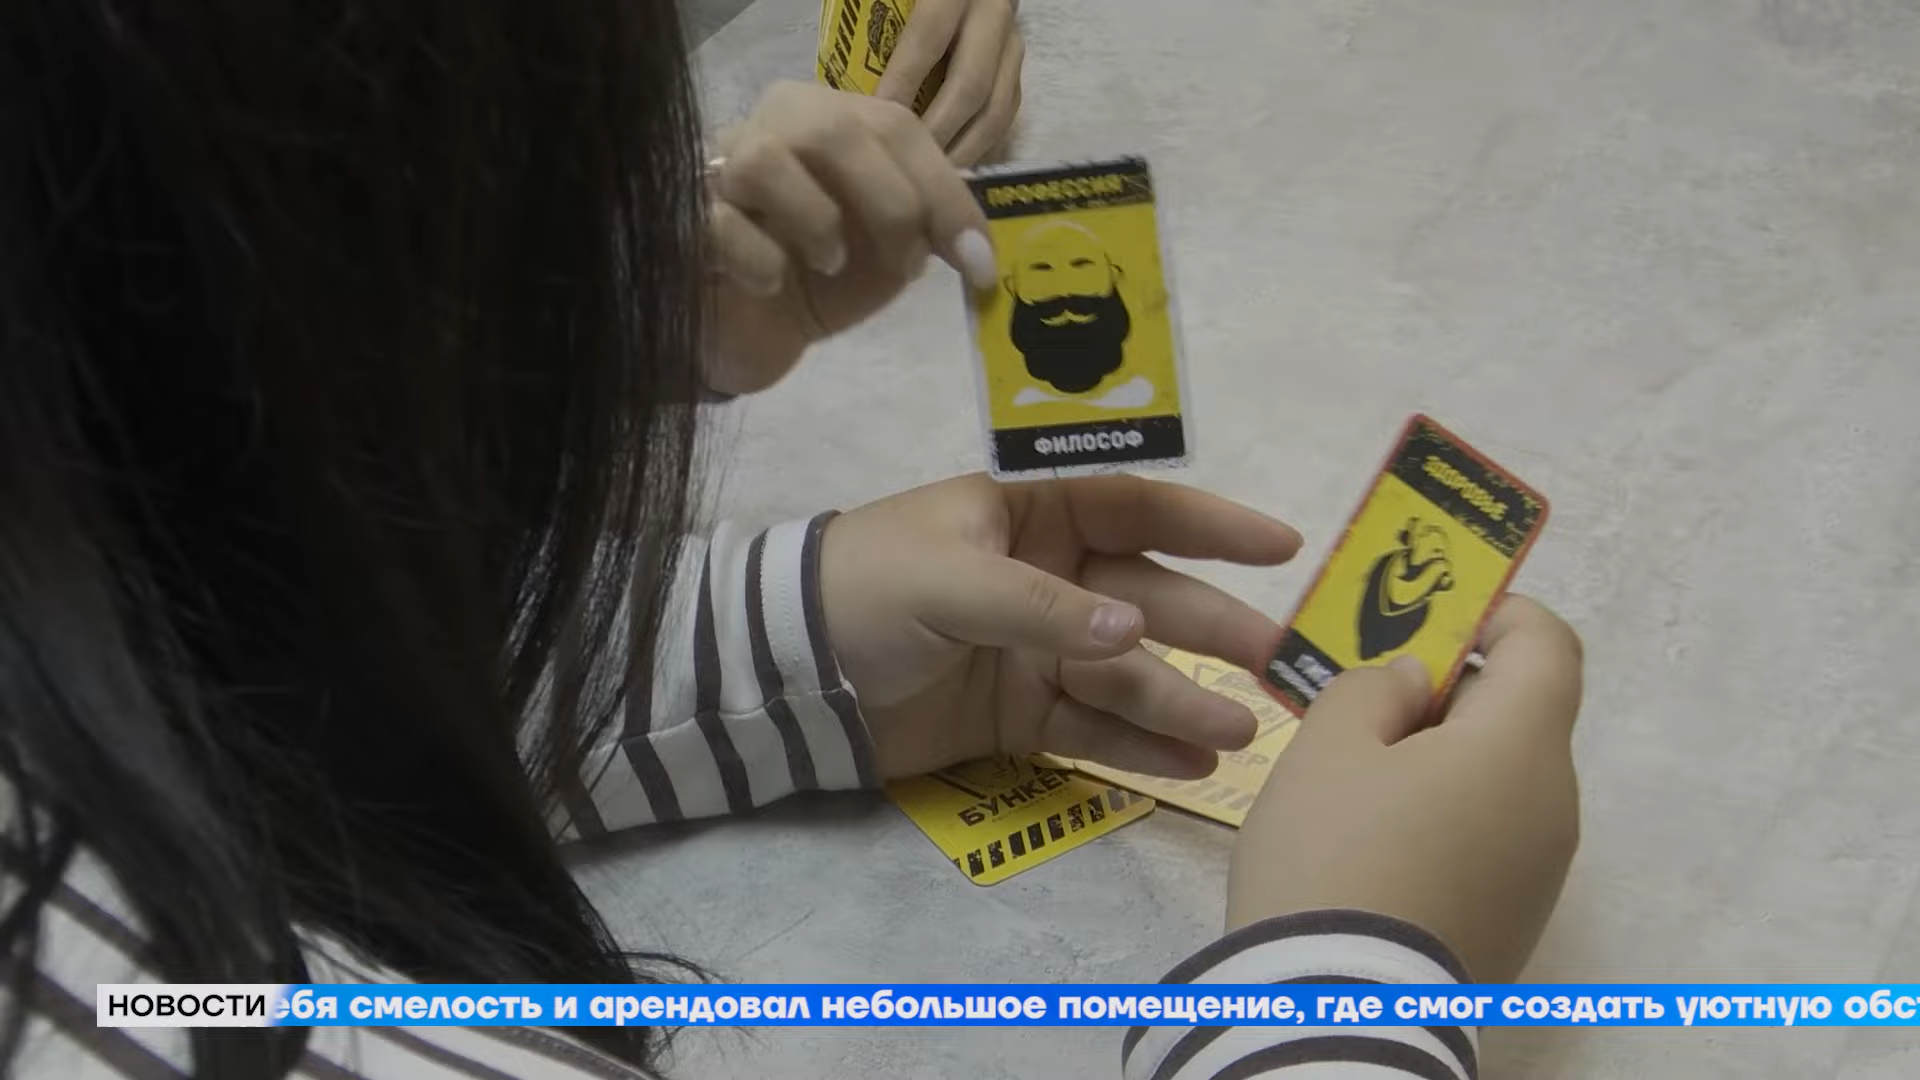 ПРОФЕССИЯ
ФИЛОСОФ
ЗДОРОВЬЕ
БУНКЕР
НОВОСТИ
ебя смелость и арендовал небольшое помещение, где смог создать уютную обс